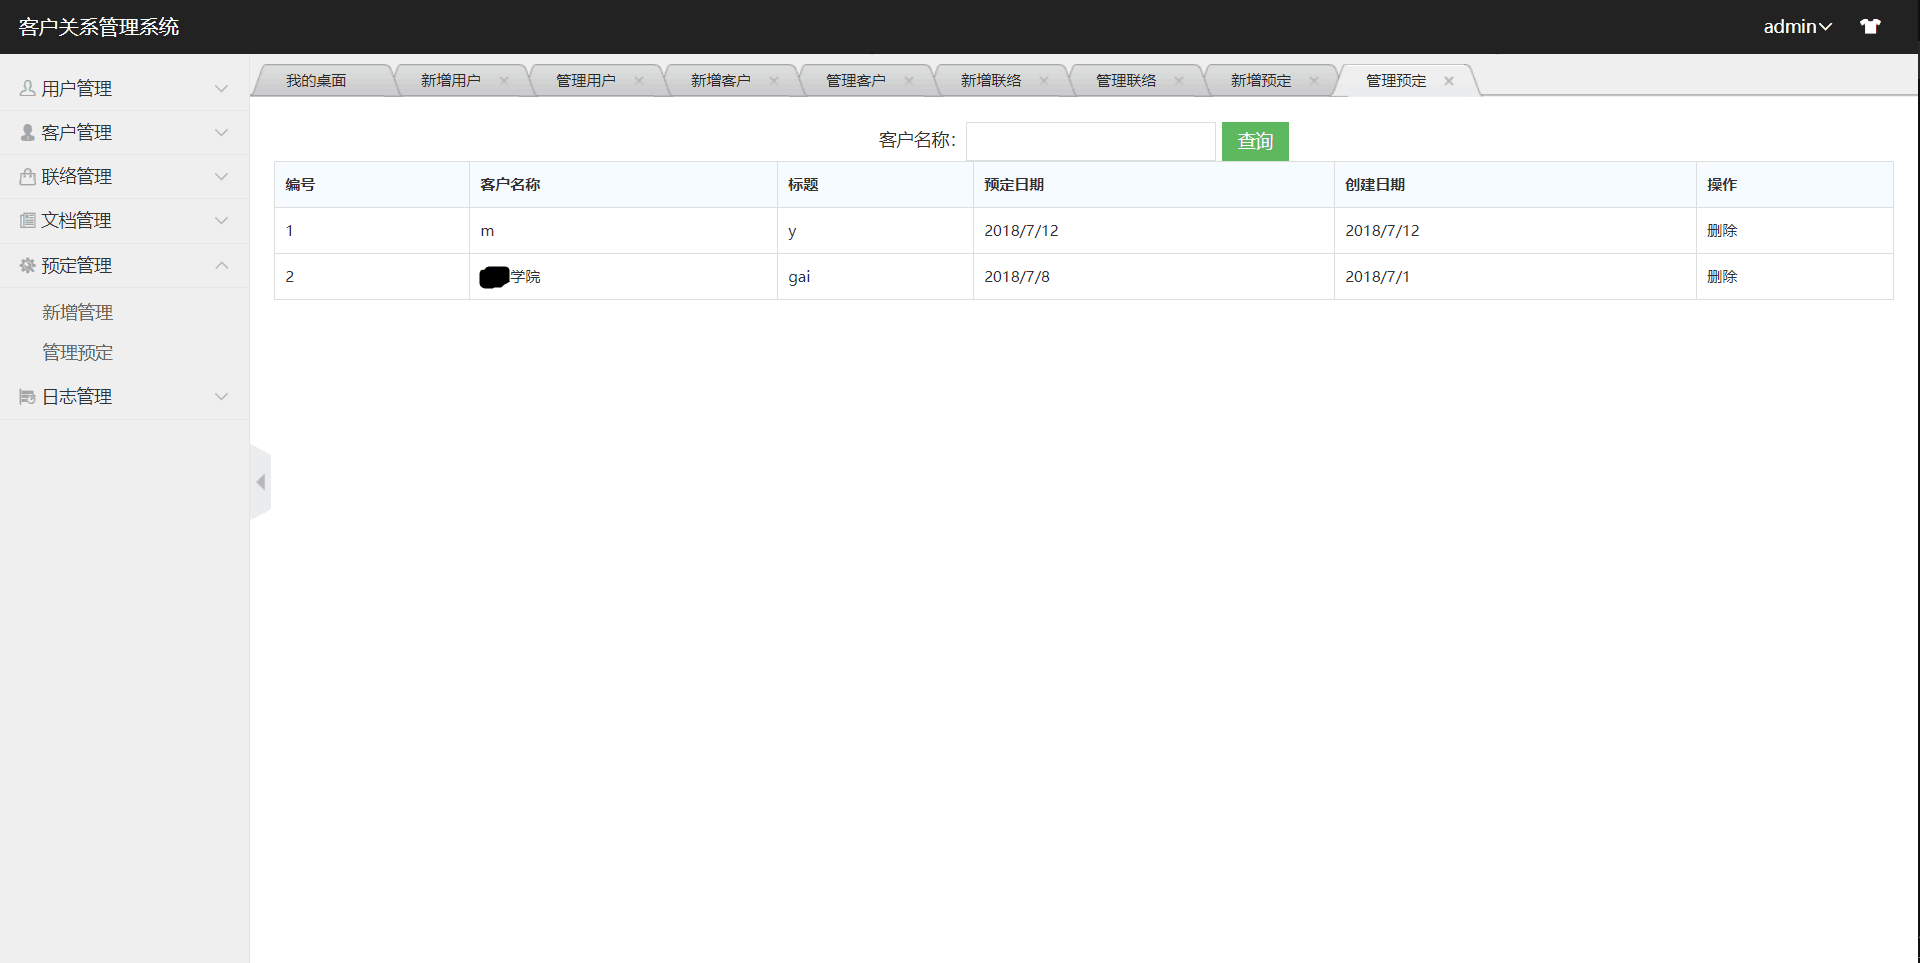 客户关系管理系统
admin
用户管理
客户管理
联络管理
文档管理
预定管理
新增管理
管理预定
日志管理
我的桌面 新增用户 管理用户 新增客户 管理客户 新增联络 管理联络 新增预定 管理预定
客户名称： 查询
编号 客户名称 标题 预定日期 创建日期 操作
1 m y 2018/7/12 2018/7/12 删除
2 学院 gai 2018/7/8 2018/7/1 删除